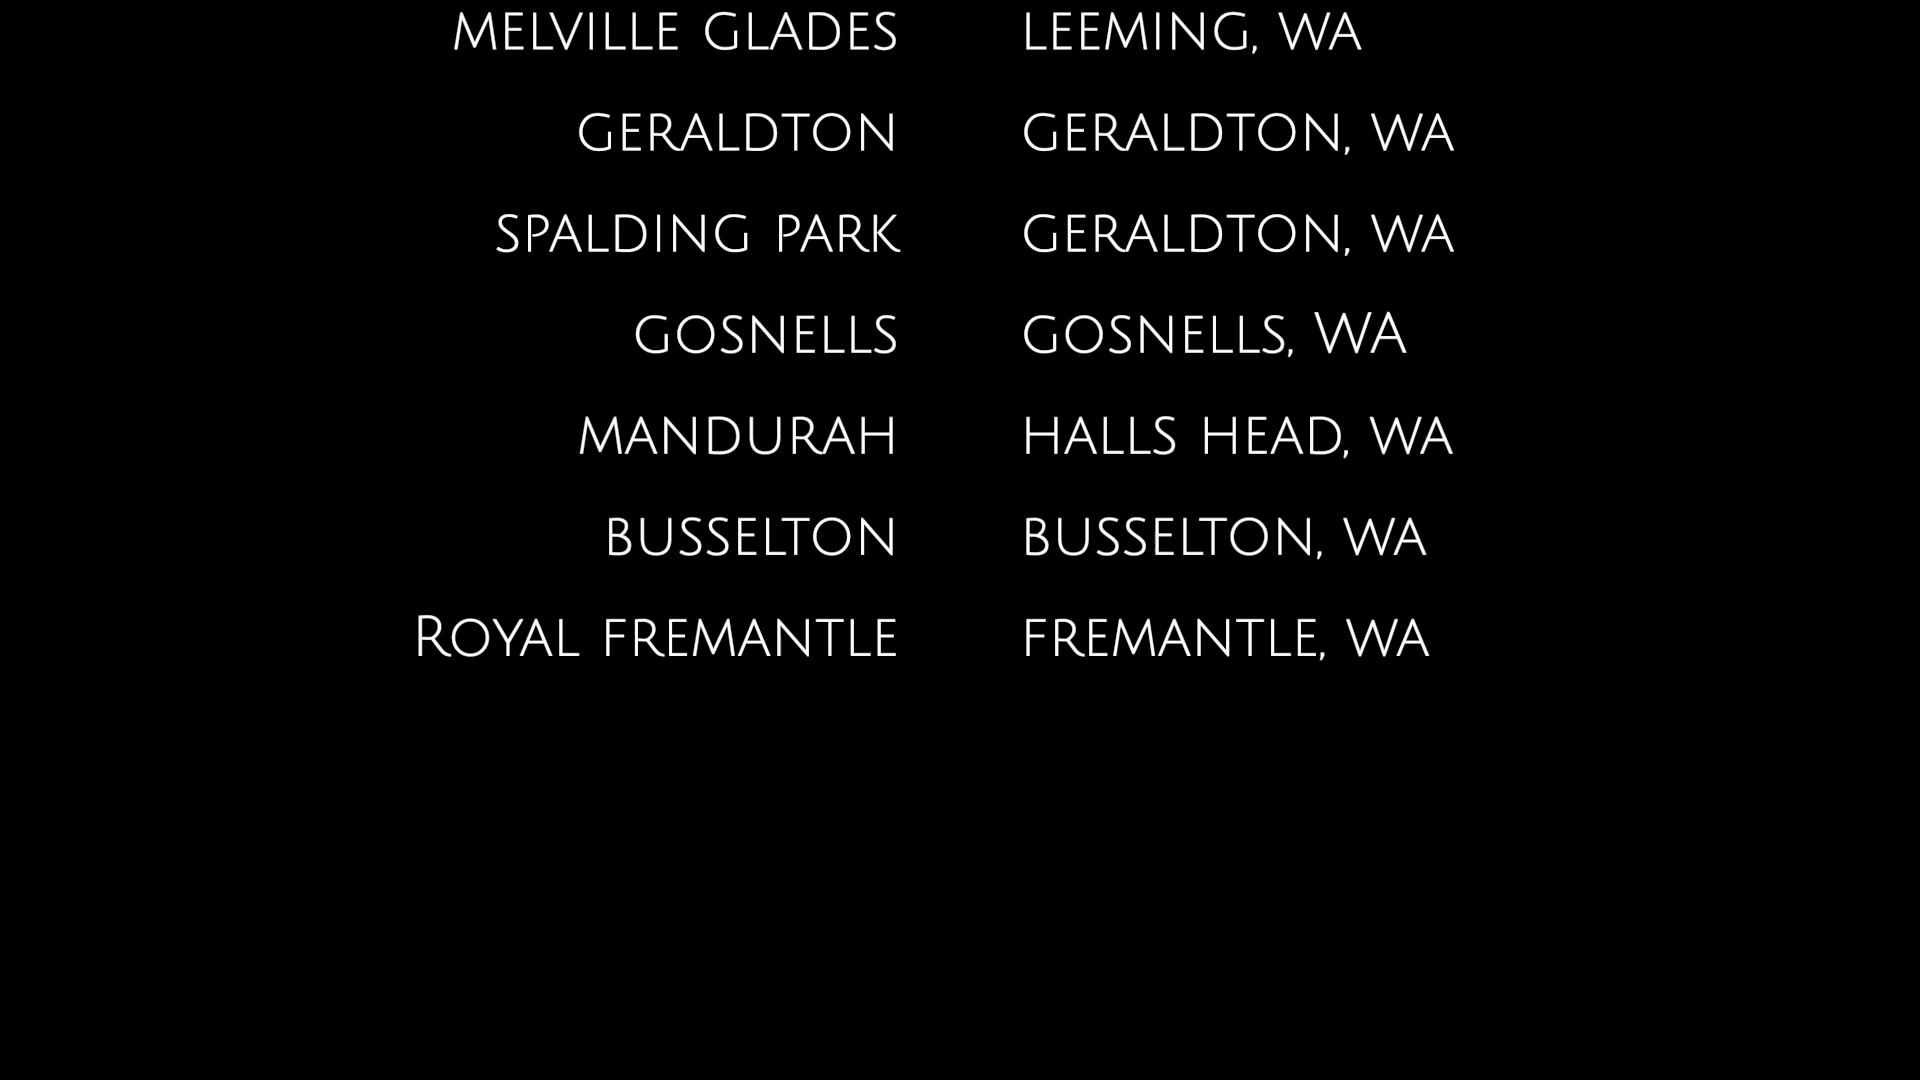 MELVILLE GLADES LEEMING, WA
GERALDTON GERALDTON, WA
SPALDING PARK GERALDTON, WA
GOSNELLS GOSNELLS, WA
MANDURAH HALLS HEAD, WA
BUSSELTON BUSSELTON, WA
ROYAL FREMANTLE FREMANTLE, WA